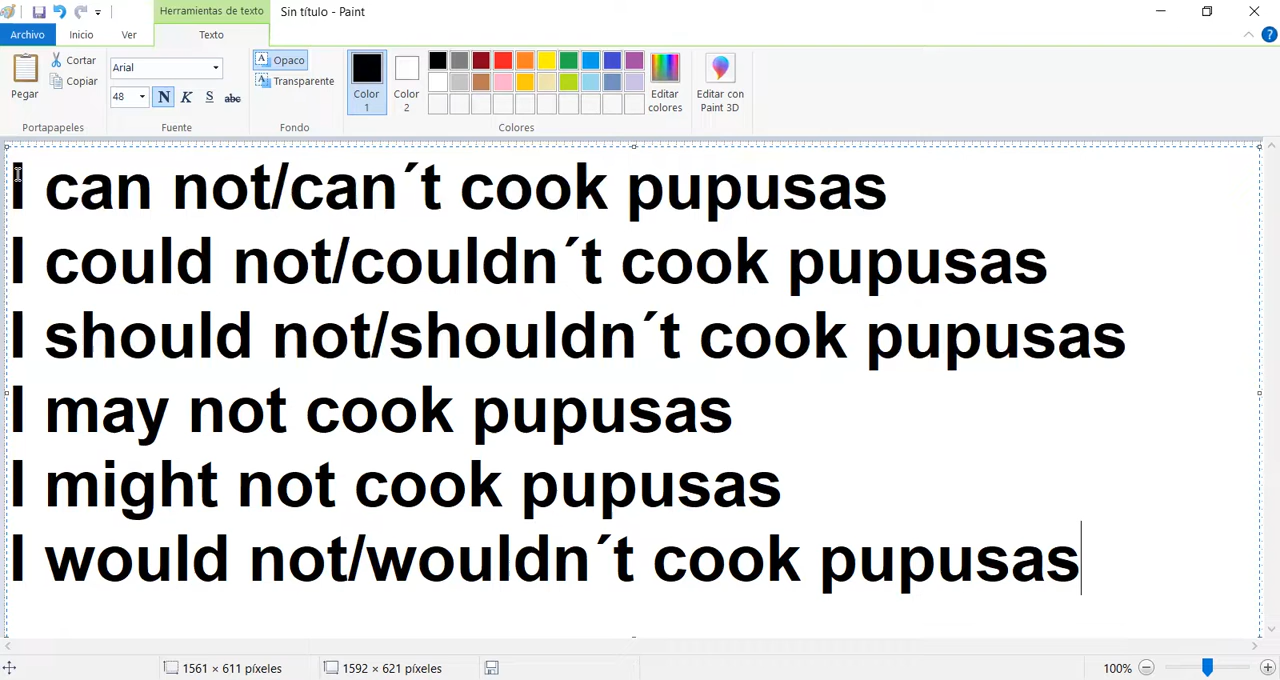 Herramientas de texto
Sin título - Paint
Archivo
Inicio
Ver
Texto
Pegar
Cortar
Copiar
Portapapeles
Arial
48
N K S abc
Fuente
Opaco
Transparente
Fondo
Color 1
Color 2
Editar colores
Editar con Paint 3D
Colores
I can not/can´t cook pupusas
I could not/couldn´t cook pupusas
I should not/shouldn´t cook pupusas
I may not cook pupusas
I might not cook pupusas
I would not/wouldn´t cook pupusas
1561 × 611 píxeles
1592 × 621 píxeles
100%